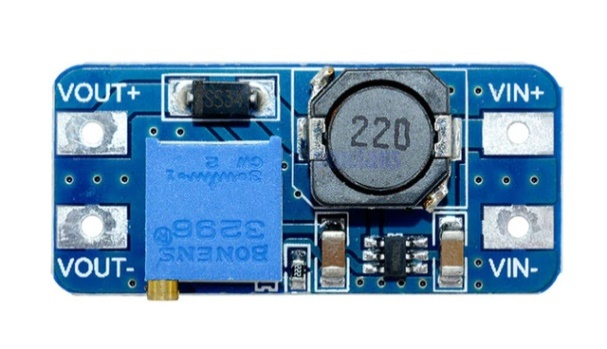 VOUT+
SS34
220
VIN+
BONENS
3296
VOUT-
VIN-